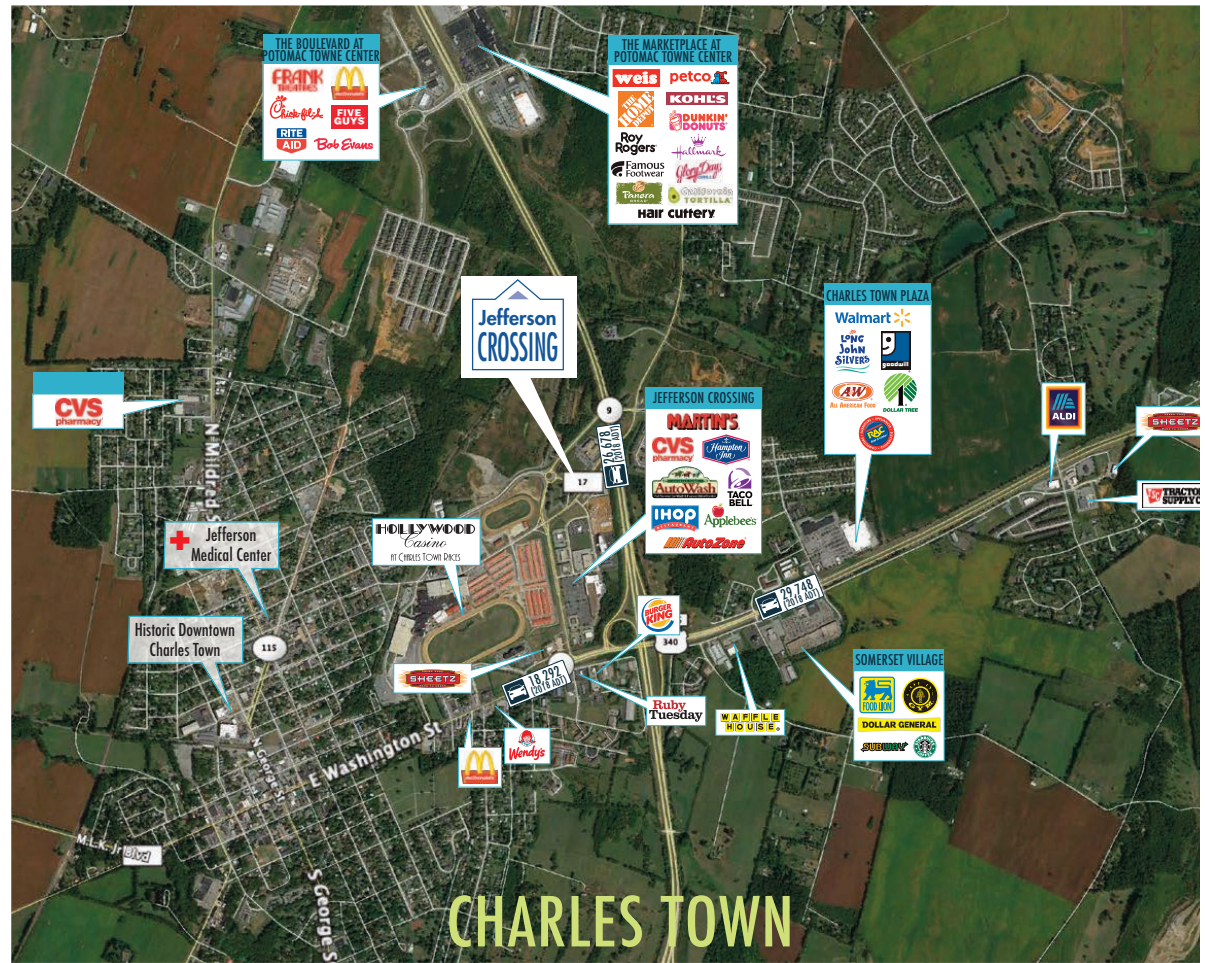 THE BOULEVARD AT
POTOMAC TOWNE CENTER
FRANK
THEATRES
McDonald's
Chick-fil-A
FIVE
GUYS
RITE
AID
Bob Evans
THE MARKETPLACE AT
POTOMAC TOWNE CENTER
weis
petco
THE
HOME
DEPOT
KOHL'S
DUNKIN'
DONUTS
Roy
Rogers
Hallmark
Famous
Footwear
Glory Days
GRILL
Panera
BREAD
California
TORTILLA
Hair Cuttery
Jefferson
CROSSING
CHARLES TOWN PLAZA
Walmart
LONG
JOHN
SILVER'S
goodwill
A&W
ALL AMERICAN FOOD
DOLLAR TREE
RAC
CVS
pharmacy
N Mildred
JEFFERSON CROSSING
MARTIN'S
CVS
pharmacy
Hampton
Inn
AutoWash
TACO
BELL
IHOP
RESTAURANT
Applebee's
AutoZone
ALDI
SHEETZ
TSC
TRACTOR
SUPPLY C
9
26,678
(2018 ADT)
17
Jefferson
Medical Center
HOLLYWOOD
Casino
AT CHARLES TOWN RACES
29,748
(2018 ADT)
BURGER
KING
340
Historic Downtown
Charles Town
115
SHEETZ
18,292
(2018 ADT)
Ruby
Tuesday
WAFFLE
HOUSE
SOMERSET VILLAGE
FOOD LION
GYM
DOLLAR GENERAL
SUBWAY
McDonald's
Wendy's
E Washington St
N George St
M.L.K. Jr Blvd
S George S
CHARLES TOWN